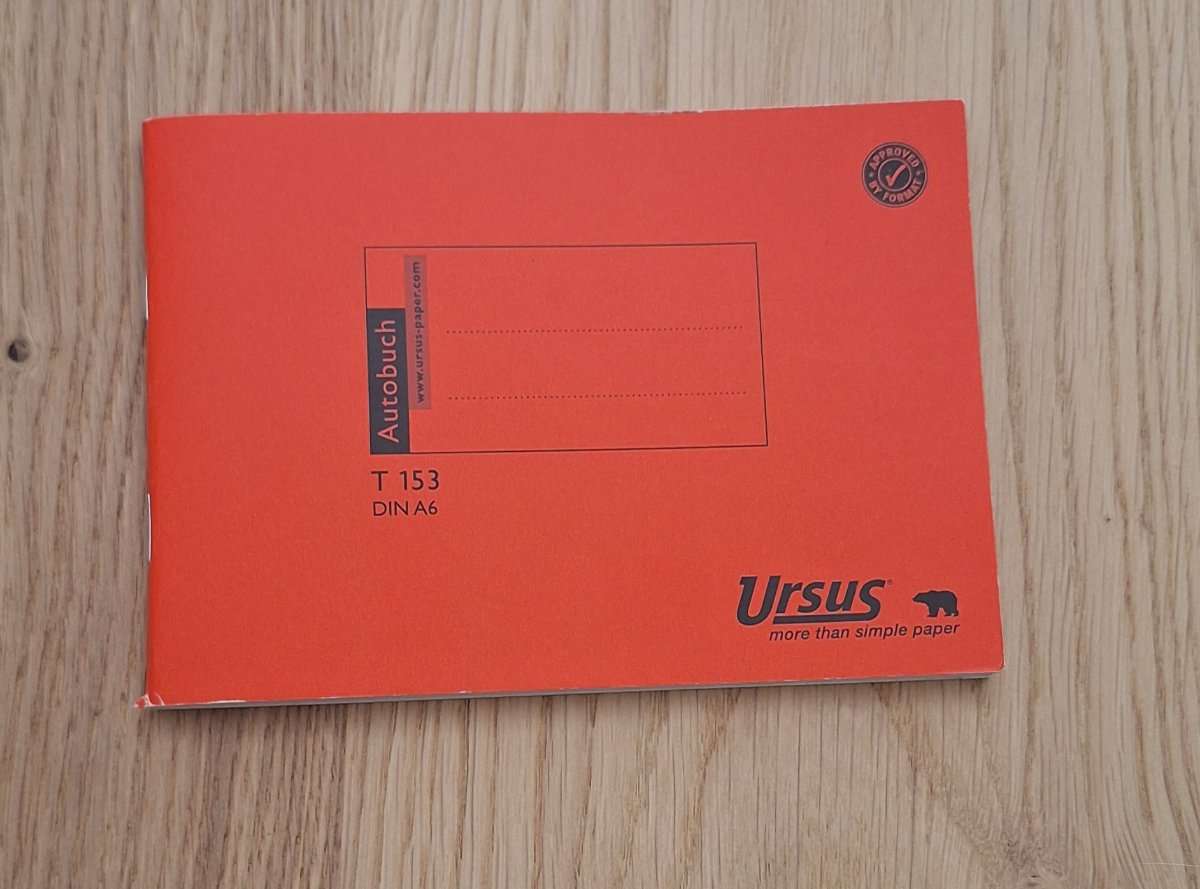 APPROVED
BY FORMAT
Autobuch
www.ursus-paper.com
T 153
DIN A6
Ursus®
more than simple paper